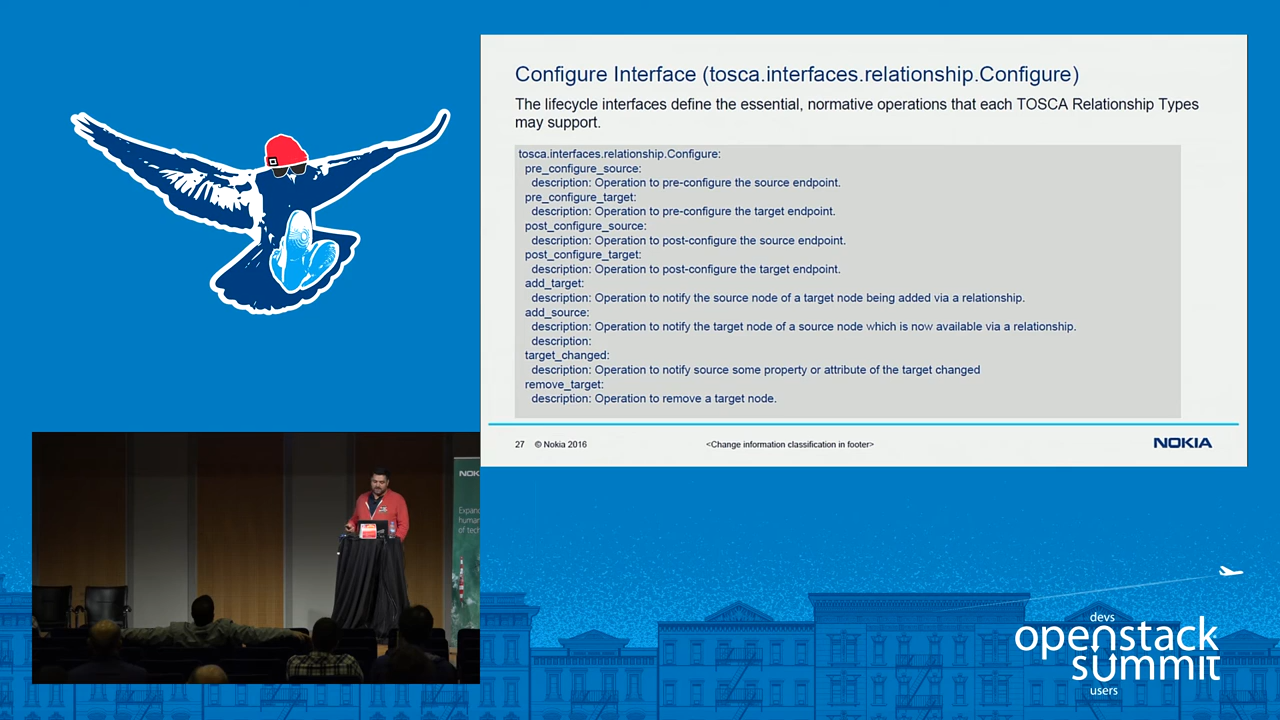 Configure Interface (tosca.interfaces.relationship.Configure)
The lifecycle interfaces define the essential, normative operations that each TOSCA Relationship Types
may support.
tosca.interfaces.relationship.Configure:
pre_configure_source:
description: Operation to pre-configure the source endpoint.
pre_configure_target:
description: Operation to pre-configure the target endpoint.
post_configure_source:
description: Operation to post-configure the source endpoint.
post_configure_target:
description: Operation to post-configure the target endpoint.
add_target:
description: Operation to notify the source node of a target node being added via a relationship.
add_source:
description: Operation to notify the target node of a source node which is now available via a relationship.
description:
target_changed:
description: Operation to notify source some property or attribute of the target changed
remove_target:
description: Operation to remove a target node.
27 © Nokia 2016 <Change information classification in footer> NOKIA
NOK
Expand
human
of tech
devs
openstack
summit
users